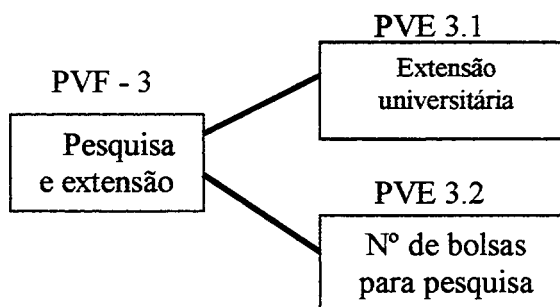 PVE 3.1
Extensão
universitária
PVF - 3
Pesquisa
e extensão
PVE 3.2
Nº de bolsas
para pesquisa